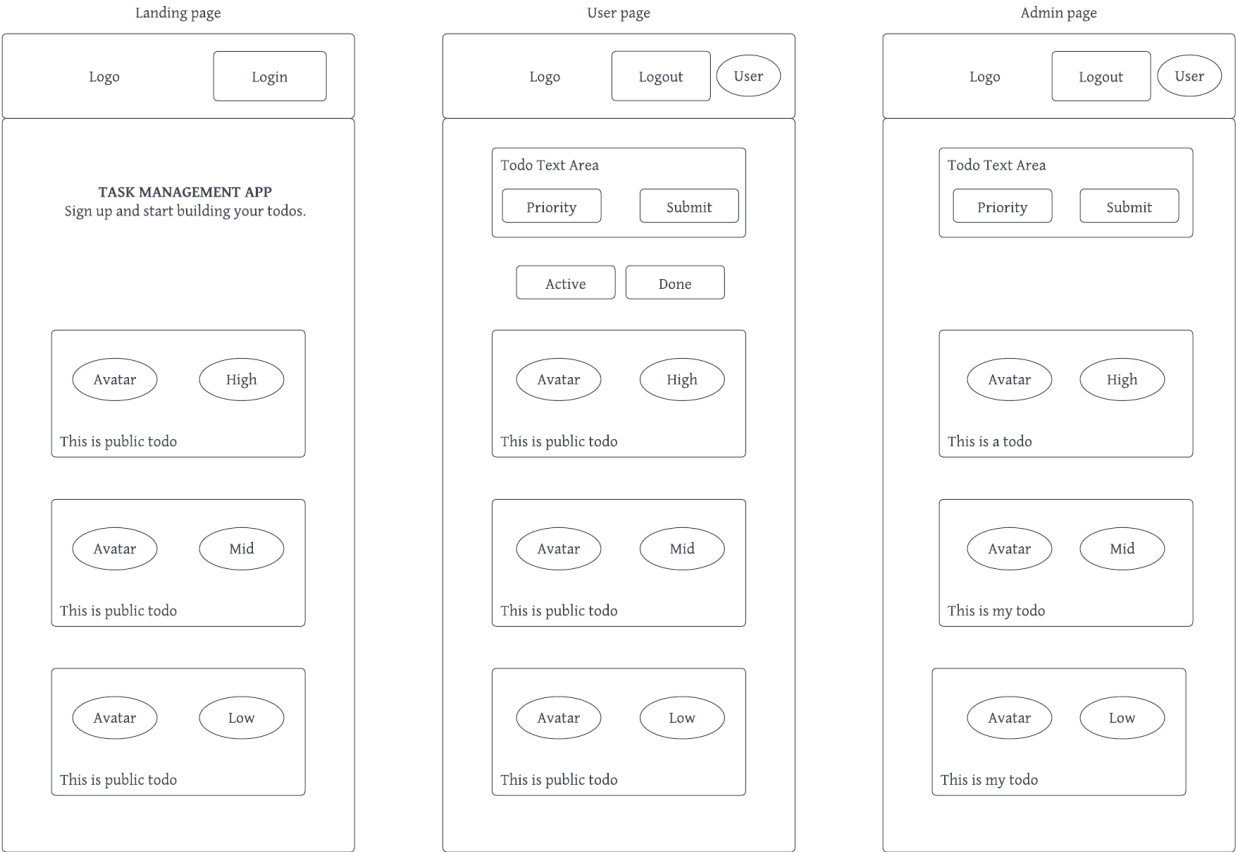 Landing page
Logo
Login
TASK MANAGEMENT APP
Sign up and start building your todos.
Avatar
High
This is public todo
Avatar
Mid
This is public todo
Avatar
Low
This is public todo
User page
Logo
Logout
User
Todo Text Area
Priority
Submit
Active
Done
Avatar
High
This is public todo
Avatar
Mid
This is public todo
Avatar
Low
This is public todo
Admin page
Logo
Logout
User
Todo Text Area
Priority
Submit
Avatar
High
This is a todo
Avatar
Mid
This is my todo
Avatar
Low
This is my todo